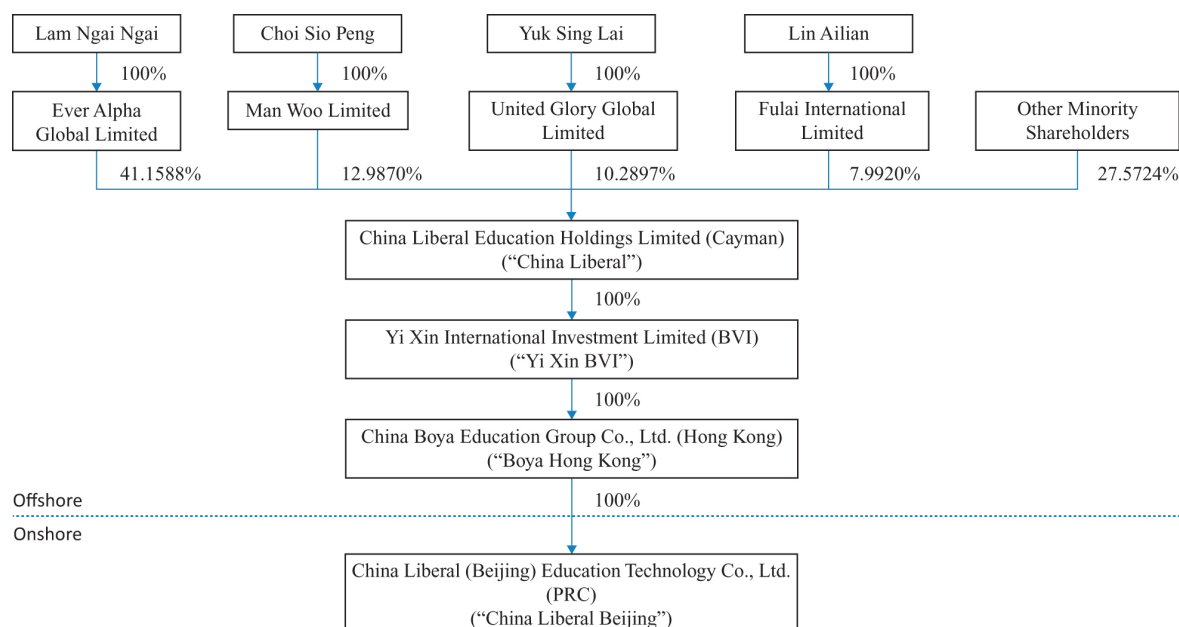 Lam Ngai Ngai
Choi Sio Peng
Yuk Sing Lai
Lin Ailian
100%
100%
100%
100%
Ever Alpha
Global Limited
Man Woo Limited
United Glory Global
Limited
Fulai International
Limited
Other Minority
Shareholders
41.1588%
12.9870%
10.2897%
7.9920%
27.5724%
China Liberal Education Holdings Limited (Cayman)
(“China Liberal”)
100%
Yi Xin International Investment Limited (BVI)
(“Yi Xin BVI”)
100%
China Boya Education Group Co., Ltd. (Hong Kong)
(“Boya Hong Kong”)
Offshore
100%
Onshore
China Liberal (Beijing) Education Technology Co., Ltd.
(PRC)
(“China Liberal Beijing”)